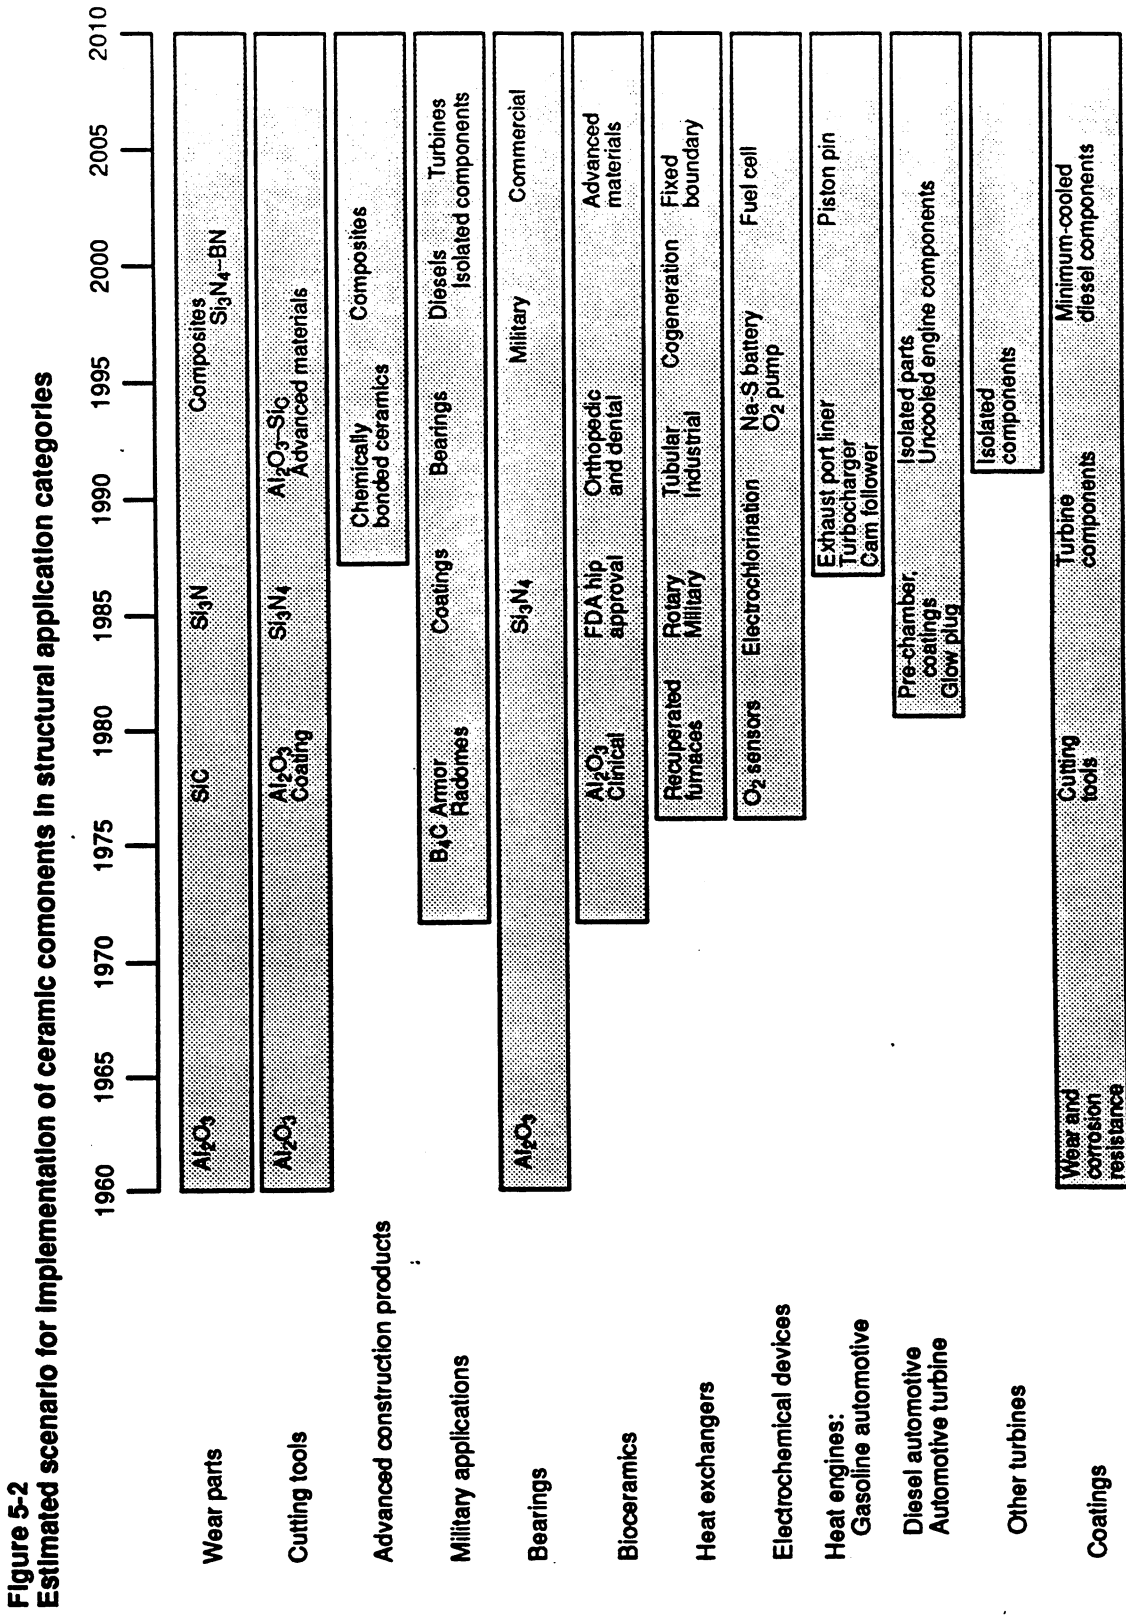 Figure 5-2
Estimated scenario for implementation of ceramic comonents in structural application categories
1960 1965 1970 1975 1980 1985 1990 1995 2000 2005 2010
Wear parts
Al₂O₃
SiC
Si₃N
Composites
Si₃N₄–BN
Cutting tools
Al₂O₃
Al₂O₃
Coating
Si₃N₄
Al₂O₃–SiC
Advanced materials
Advanced construction products
Chemically
bonded ceramics
Composites
Military applications
B₄C Armor
Radomes
Coatings
Bearings
Diesels
Turbines
Isolated components
Bearings
Al₂O₃
Si₃N₄
Military
Commercial
Bioceramics
Al₂O₃
Clinical
FDA hip
approval
Orthopedic
and dental
Advanced
materials
Heat exchangers
Recuperated
furnaces
Rotary
Military
Tubular
Industrial
Cogeneration
Fixed
boundary
Electrochemical devices
O₂ sensors
Electrochlorination
Na-S battery
O₂ pump
Fuel cell
Heat engines:
Gasoline automotive
Exhaust port liner
Turbocharger
Cam follower
Piston pin
Diesel automotive
Automotive turbine
Pre-chamber,
coatings
Glow plug
Isolated parts
Uncooled engine components
Other turbines
Isolated
components
Coatings
Wear and
corrosion
resistance
Cutting
tools
Turbine
components
Minimum-cooled
diesel components